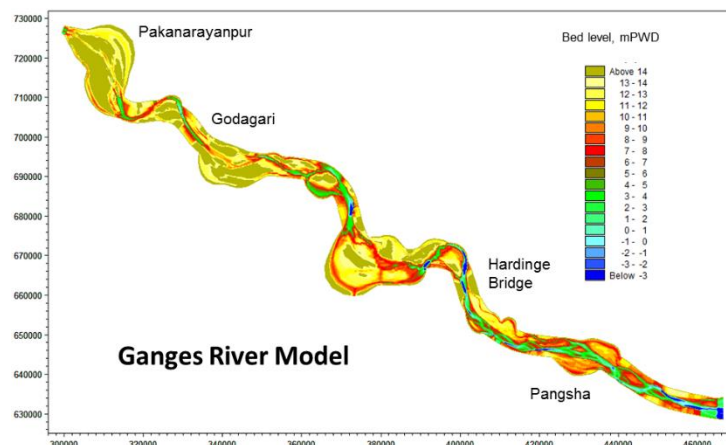 730000
Pakanarayanpur
Bed level, mPWD
720000
Above 14
13 - 14
12 - 13
11 - 12
10 - 11
9 - 10
8 - 9
7 - 8
6 - 7
5 - 6
4 - 5
3 - 4
2 - 3
1 - 2
0 - 1
-1 - 0
-2 - -1
-3 - -2
Below -3
710000
Godagari
700000
690000
680000
670000
Hardinge
Bridge
660000
650000
Ganges River Model
640000
Pangsha
630000
300000 320000 340000 360000 380000 400000 420000 440000 460000